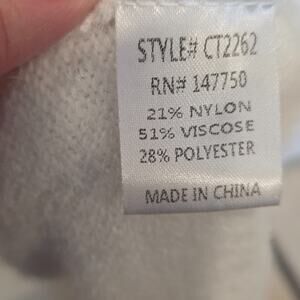 STYLE# CT2262
RN# 147750
21% NYLON
51% VISCOSE
28% POLYESTER
MADE IN CHINA